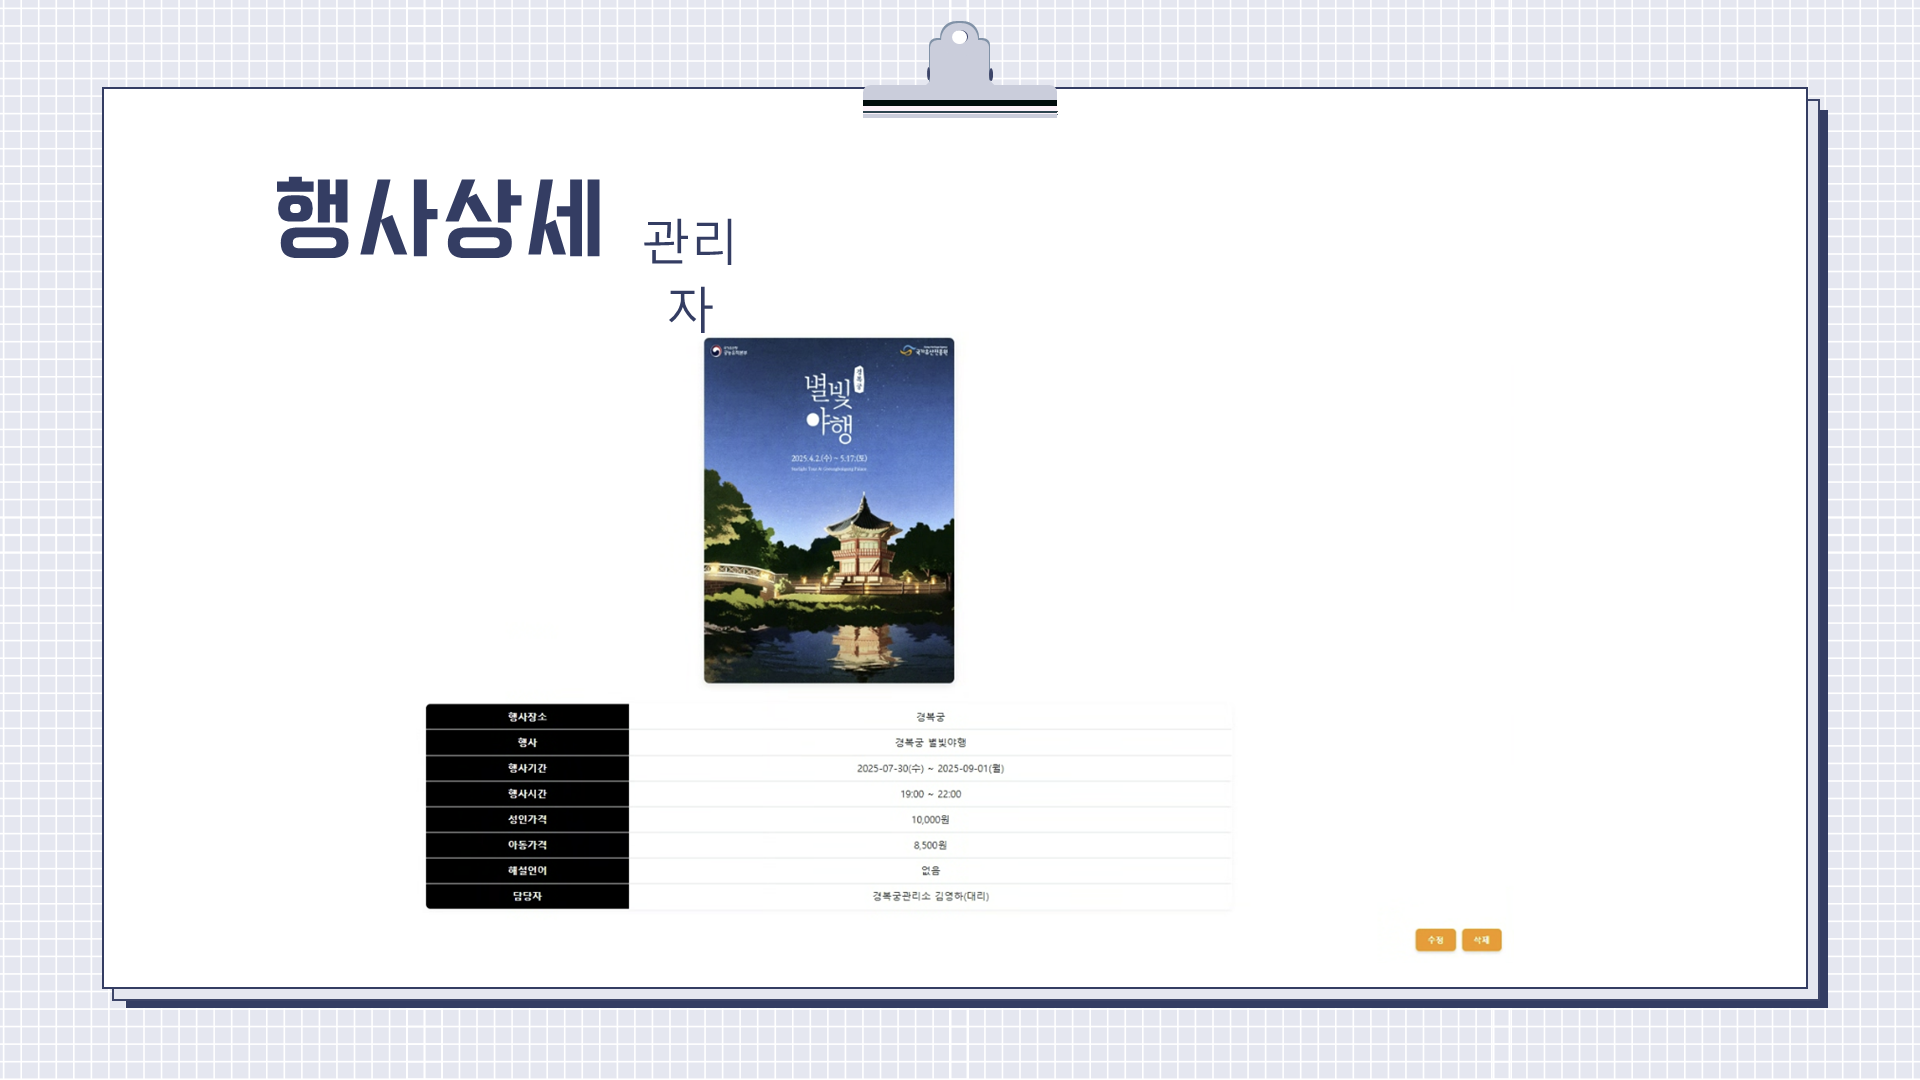 행사상세 관리
자
별빛
야행
경복궁
2025.4.2.(수) ~ 5.17.(토)
행사장소 경복궁
행사 경복궁 별빛야행
행사기간 2025-07-30(수) ~ 2025-09-01(월)
행사시간 19:00 ~ 22:00
성인가격 10,000원
아동가격 8,500원
해설언어 없음
담당자 경복궁관리소 김영하(대리)
수정 삭제